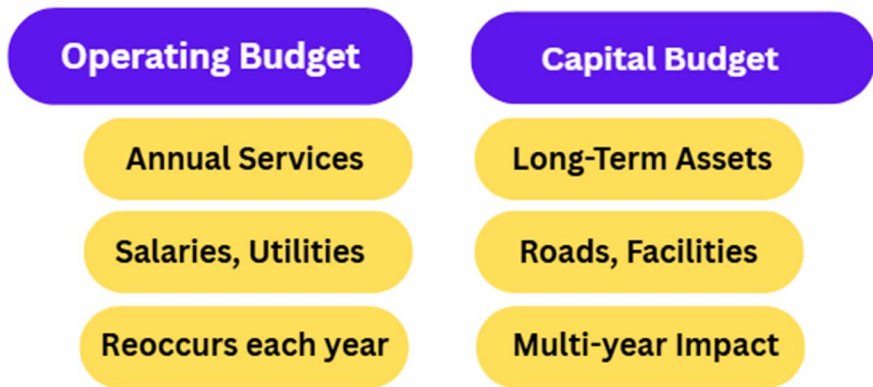 Operating Budget
Annual Services
Salaries, Utilities
Reoccurs each year
Capital Budget
Long-Term Assets
Roads, Facilities
Multi-year Impact